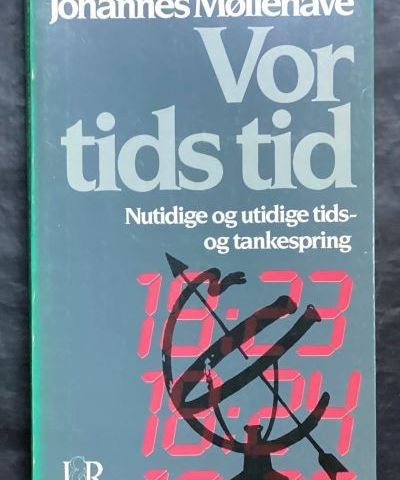 Johannes Møllehave
Vor
tids tid
Nutidige og utidige tids-
og tankespring
18:23
18:24
L&R